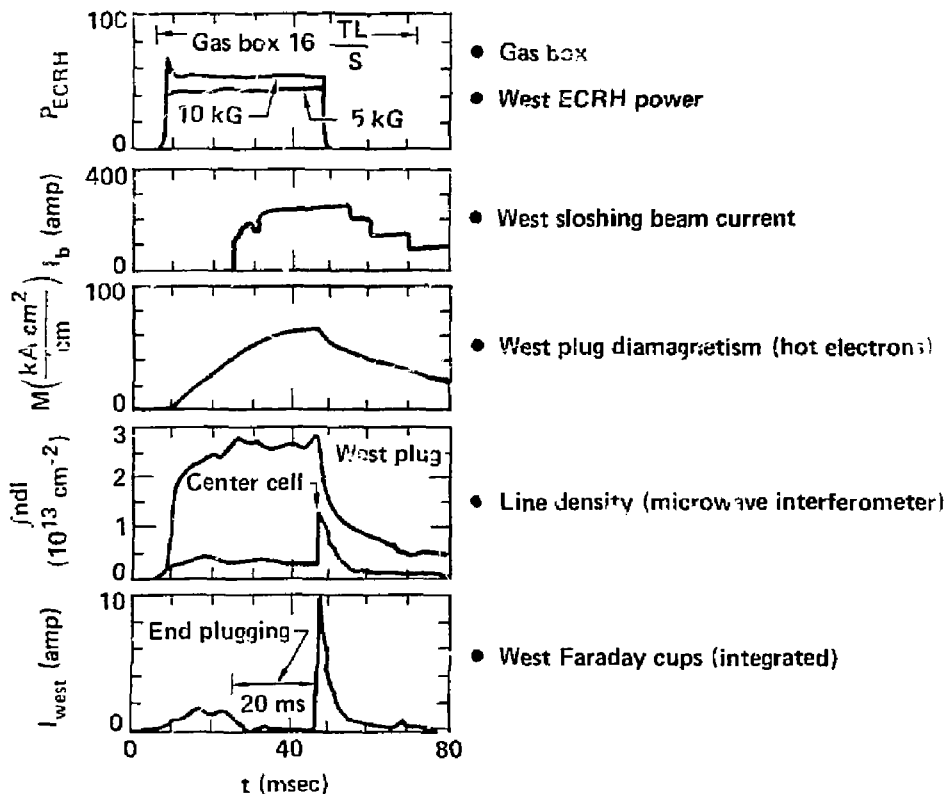 100
P_ECRH
0
Gas box 16 TL/S
10 kG
5 kG
• Gas box
• West ECRH power
400
i_b (amp)
0
• West sloshing beam current
100
M(kA cm²/cm)
0
• West plug diamagnetism (hot electrons)
3
2
1
0
∫ndl
(10¹³ cm⁻²)
West plug
Center cell
• Line density (microwave interferometer)
10
I_west (amp)
0
End plugging
20 ms
• West Faraday cups (integrated)
0 40 80
t (msec)